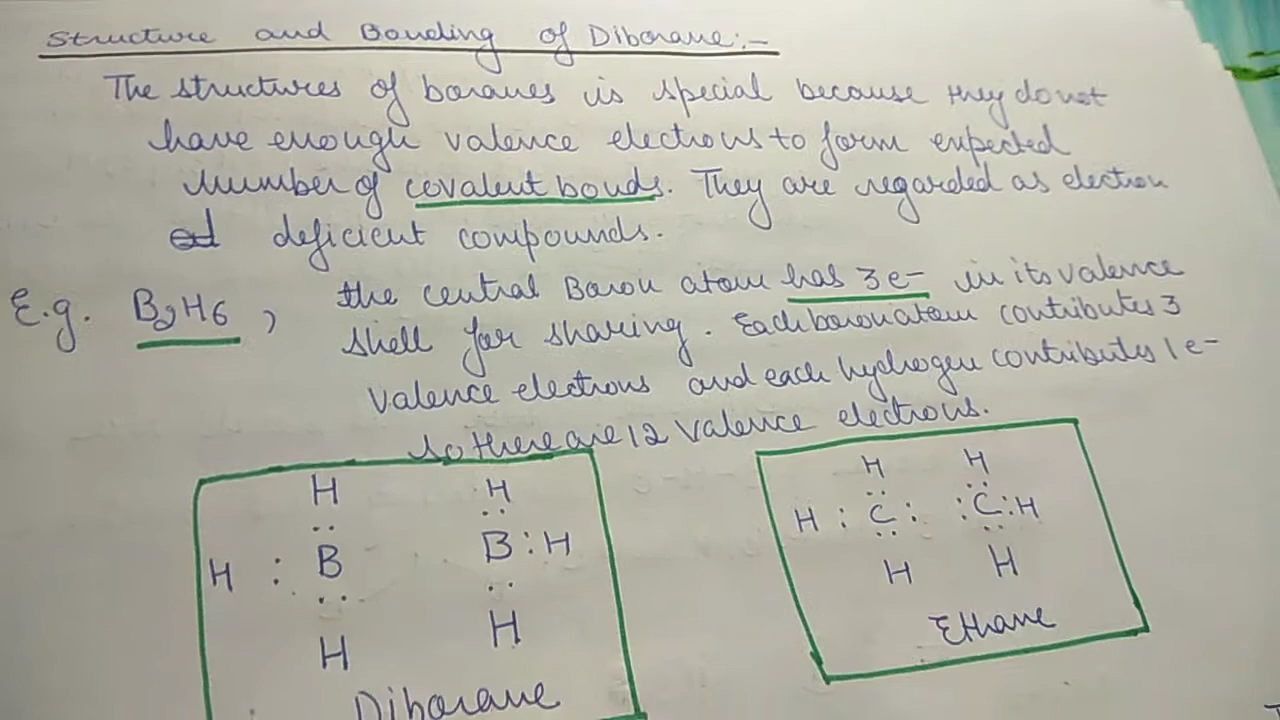 Structure and Bonding of Diborane:-
The structures of boranes is special because they do not
have enough valence electrons to form expected
number of covalent bonds. They are regarded as electron
ed deficient compounds.
E.g. B2H6, the central Boron atom has 3e- in its valence
shell for sharing. Each boron atom contributes 3
valence electrons and each hydrogen contributes 1e-
so there are 12 valence electrons.
H H
H : B B : H
H H
Diborane
H H
H : C : : C : H
H H
Ethane